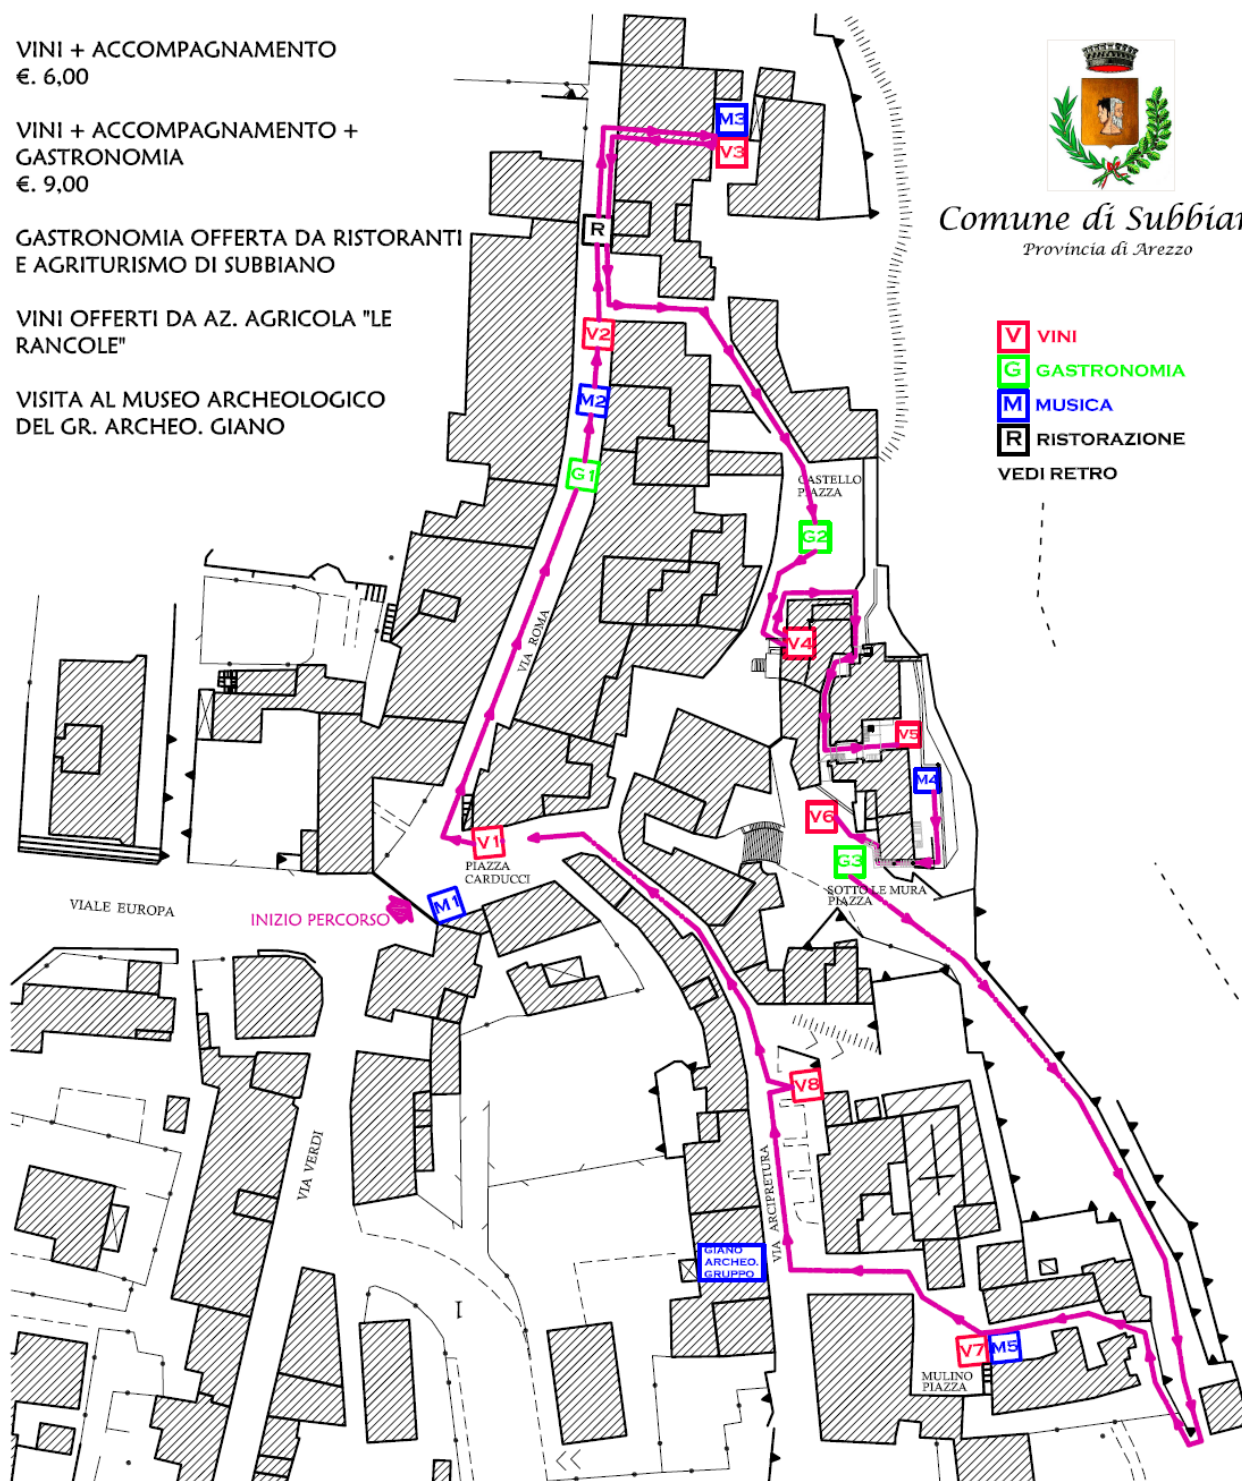 VINI + ACCOMPAGNAMENTO
€. 6,00
VINI + ACCOMPAGNAMENTO +
GASTRONOMIA
€. 9,00
GASTRONOMIA OFFERTA DA RISTORANTI
E AGRITURISMO DI SUBBIANO
VINI OFFERTI DA AZ. AGRICOLA "LE
RANCOLE"
VISITA AL MUSEO ARCHEOLOGICO
DEL GR. ARCHEO. GIANO
Comune di Subbian
Provincia di Arezzo
V VINI
G GASTRONOMIA
M MUSICA
R RISTORAZIONE
VEDI RETRO
M3
V3
R
V2
M2
G1
CASTELLO
PIAZZA
G2
VIA ROMA
V4
V5
M4
V6
V1
PIAZZA
CARDUCCI
G3
SOTTO LE MURA
PIAZZA
VIALE EUROPA
INIZIO PERCORSO
M1
V8
VIA VERDI
VIA ARCIPRETURA
GIANO
ARCHEO.
GRUPPO
1
V7
M5
MULINO
PIAZZA